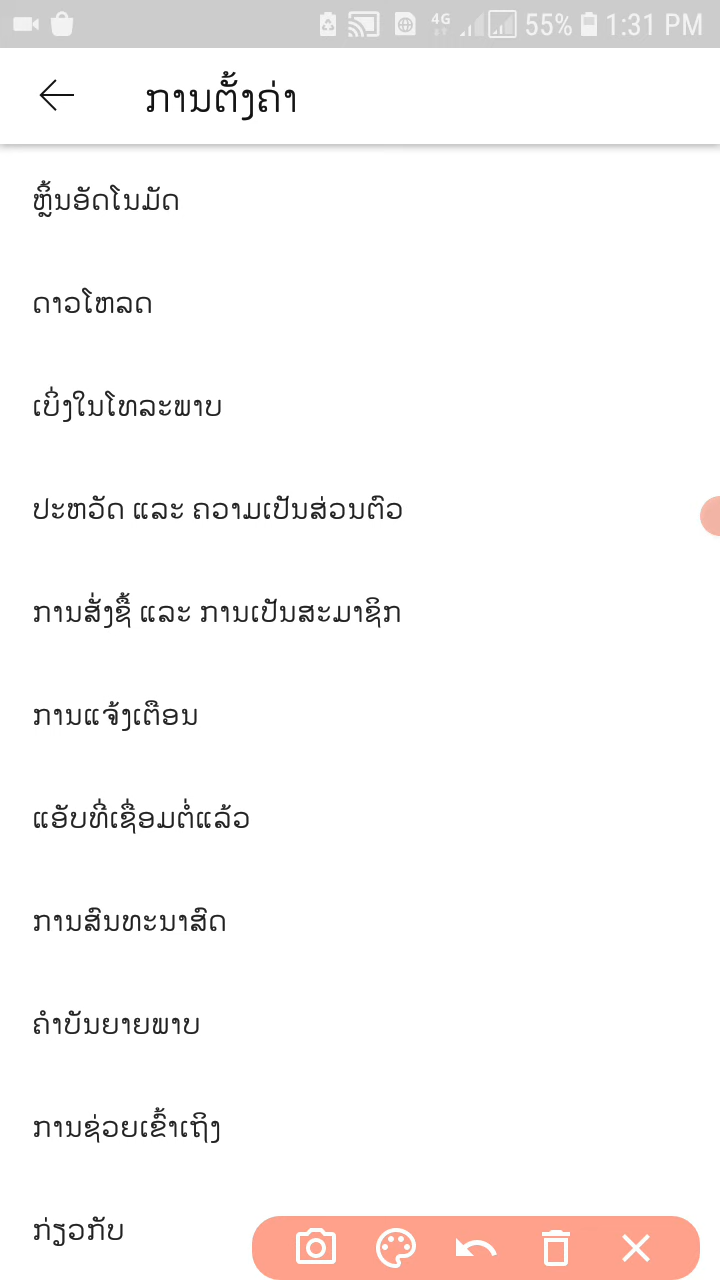 4G
55%
1:31 PM
ການຕັ້ງຄ່າ
ຫຼິ້ນອັດໂນມັດ
ດາວໂຫລດ
ເບິ່ງໃນໂທລະພາບ
ປະຫວັດ ແລະ ຄວາມເປັນສ່ວນຕົວ
ການສັ່ງຊື້ ແລະ ການເປັນສະມາຊິກ
ການແຈ້ງເຕືອນ
ແອັບທີ່ເຊື່ອມຕໍ່ແລ້ວ
ການສົນທະນາສົດ
ຄຳບັນຍາຍພາບ
ການຊ່ວຍເຂົ້າເຖິງ
ກ່ຽວກັບ